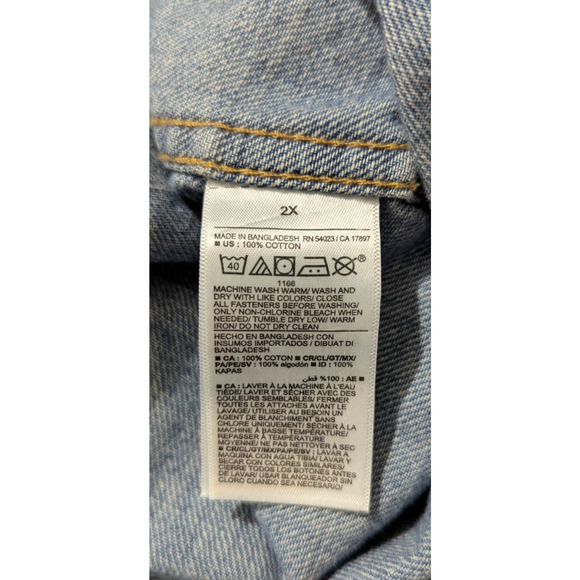 2X
MADE IN BANGLADESH. RN 54023 / CA 17897
■ US : 100% COTTON
40
®
1166
MACHINE WASH WARM/ WASH AND
DRY WITH LIKE COLORS/ CLOSE
ALL FASTENERS BEFORE WASHING/
ONLY NON-CHLORINE BLEACH WHEN
NEEDED/ TUMBLE DRY LOW/ WARM
IRON/ DO NOT DRY CLEAN
HECHO EN BANGLADESH CON
INSUMOS IMPORTADOS / DIBUAT DI
BANGLADESH
■ CA : 100% COTON ■ CR/CL/GT/MX/
PA/PE/SV : 100% algodón ■ ID : 100%
KAPAS
AE : 100% قطن
■ CA : LAVER À LA MACHINE À L'EAU
TIÈDE/ LAVER ET SÉCHER AVEC DES
COULEURS SEMBLABLES/ FERMER
TOUTES LES ATTACHES AVANT LE
LAVAGE/ UTILISER AU BESOIN UN
AGENT DE BLANCHIMENT SANS
CHLORE UNIQUEMENT/ SÉCHER À LA
MACHINE À BASSE TEMPÉRATURE/
REPASSER À TEMPÉRATURE
MOYENNE/ NE PAS NETTOYER À SEC
■ CR/CL/GT/MX/PA/PE/SV: LAVAR A
MAQUINA CON AGUA TIBIA/ LAVAR Y
SECAR CON COLORES SIMILARES/
CIERRE TODOS LOS BOTONES ANTES
DE LAVAR/ USAR BLANQUEADOR SIN
CLORO CUANDO SEA NECESARIO/